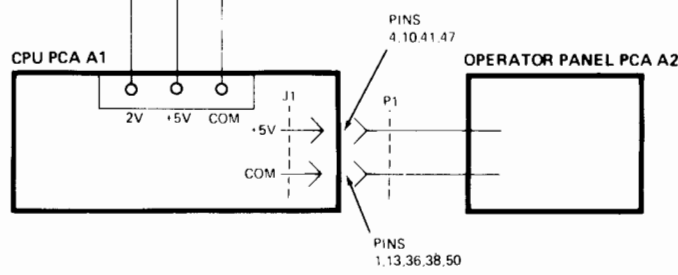 PINS
4,10,41,47
CPU PCA A1
OPERATOR PANEL PCA A2
2V +5V COM
J1
P1
+5V
COM
PINS
1,13,36,38,50